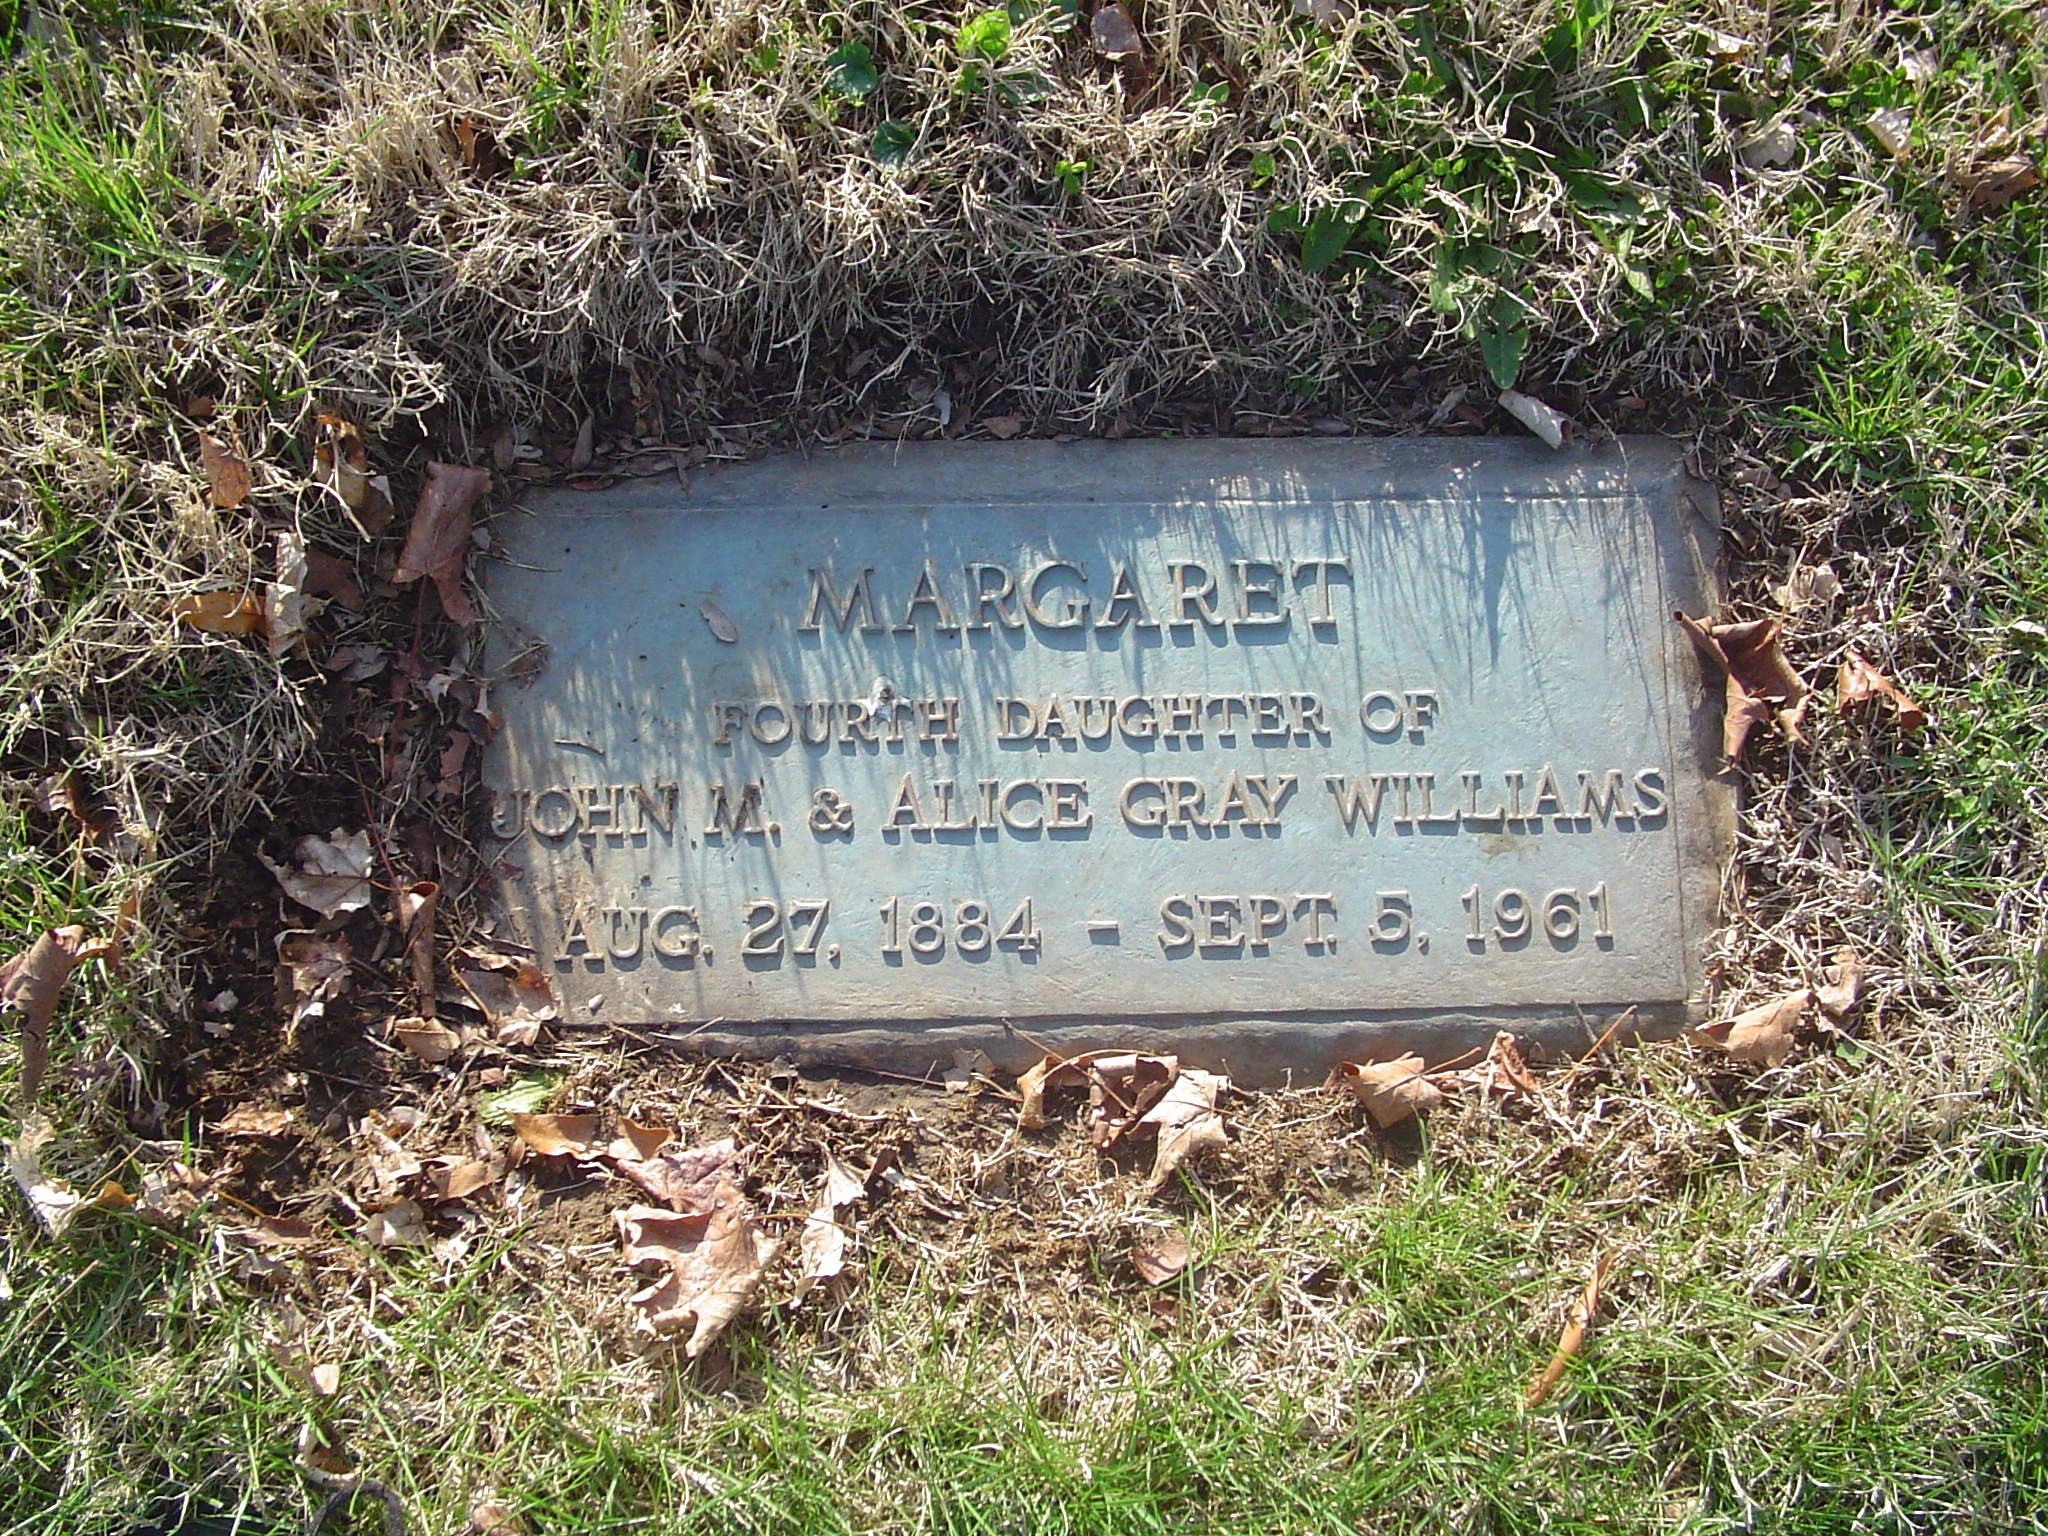 MARGARET
FOURTH DAUGHTER OF
JOHN M. & ALICE GRAY WILLIAMS
AUG. 27, 1884 - SEPT. 5, 1961